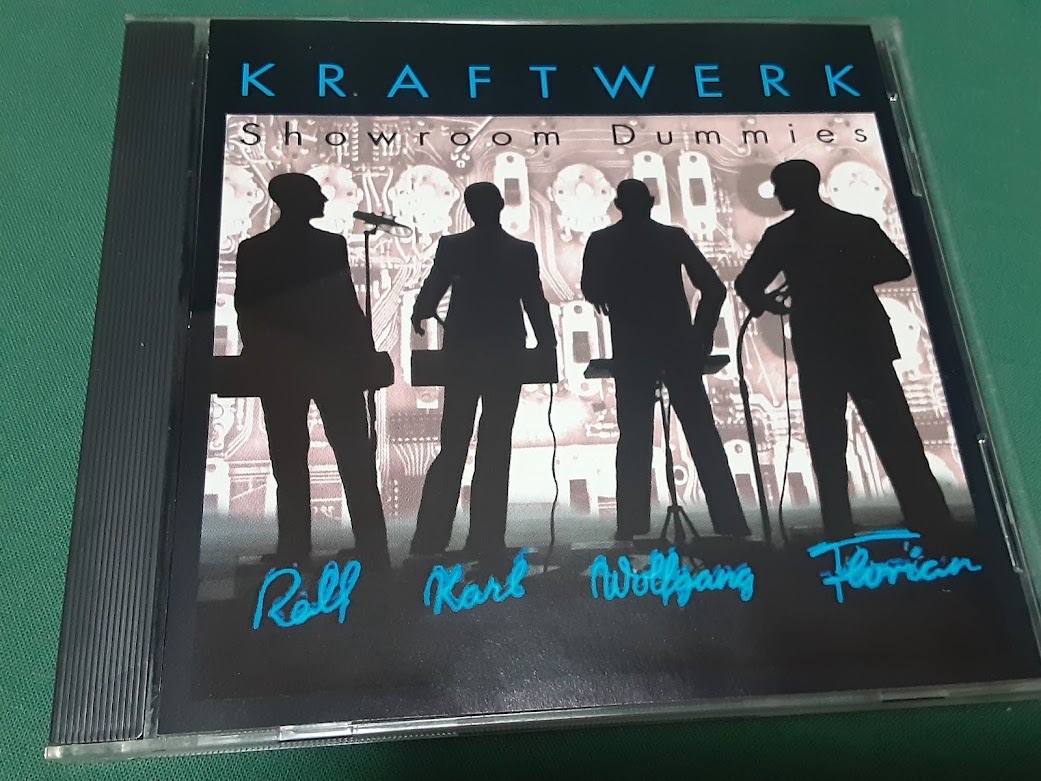 KRAFTWERK
Showroom Dummies
Ralf Karl Wolfgang Florian